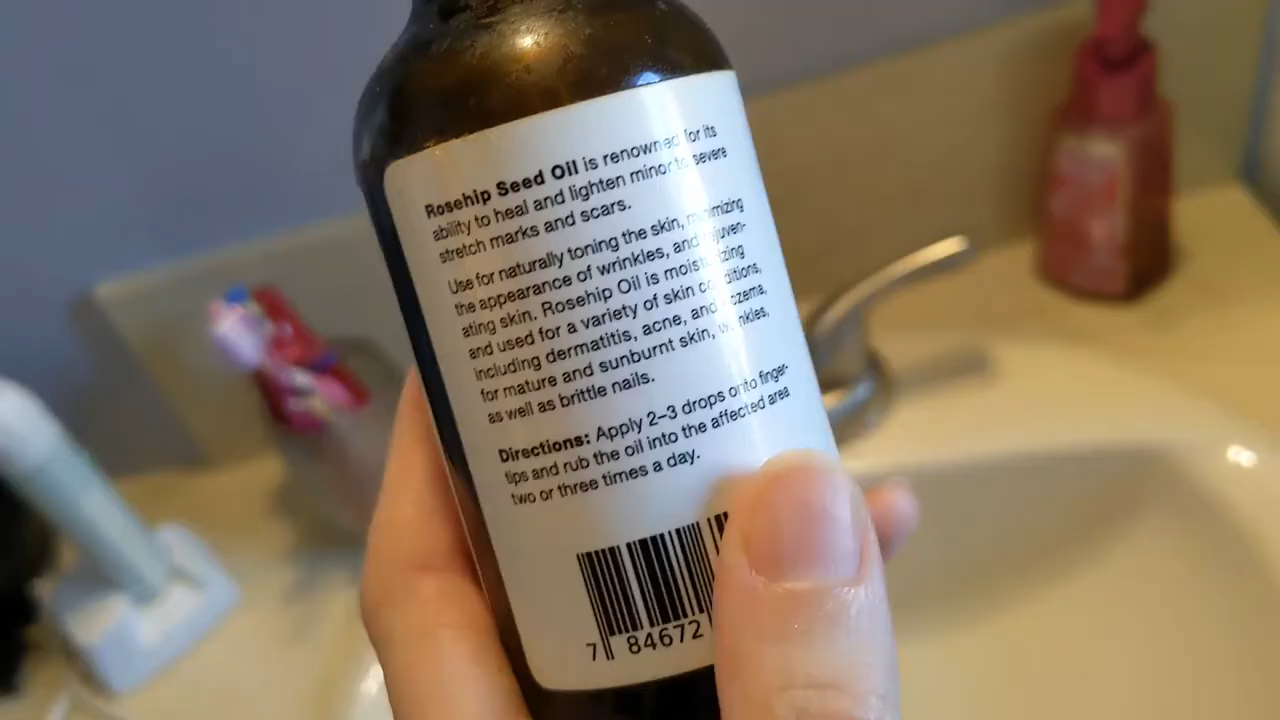 Rosehip Seed Oil is renowned for its
ability to heal and lighten minor to severe
stretch marks and scars.
Use for naturally toning the skin, minimizing
the appearance of wrinkles, and rejuven-
ating skin. Rosehip Oil is moisturizing
and used for a variety of skin conditions,
including dermatitis, acne, and eczema,
for mature and sunburnt skin, wrinkles,
as well as brittle nails.
Directions: Apply 2–3 drops onto finger-
tips and rub the oil into the affected area
two or three times a day.
7 84672